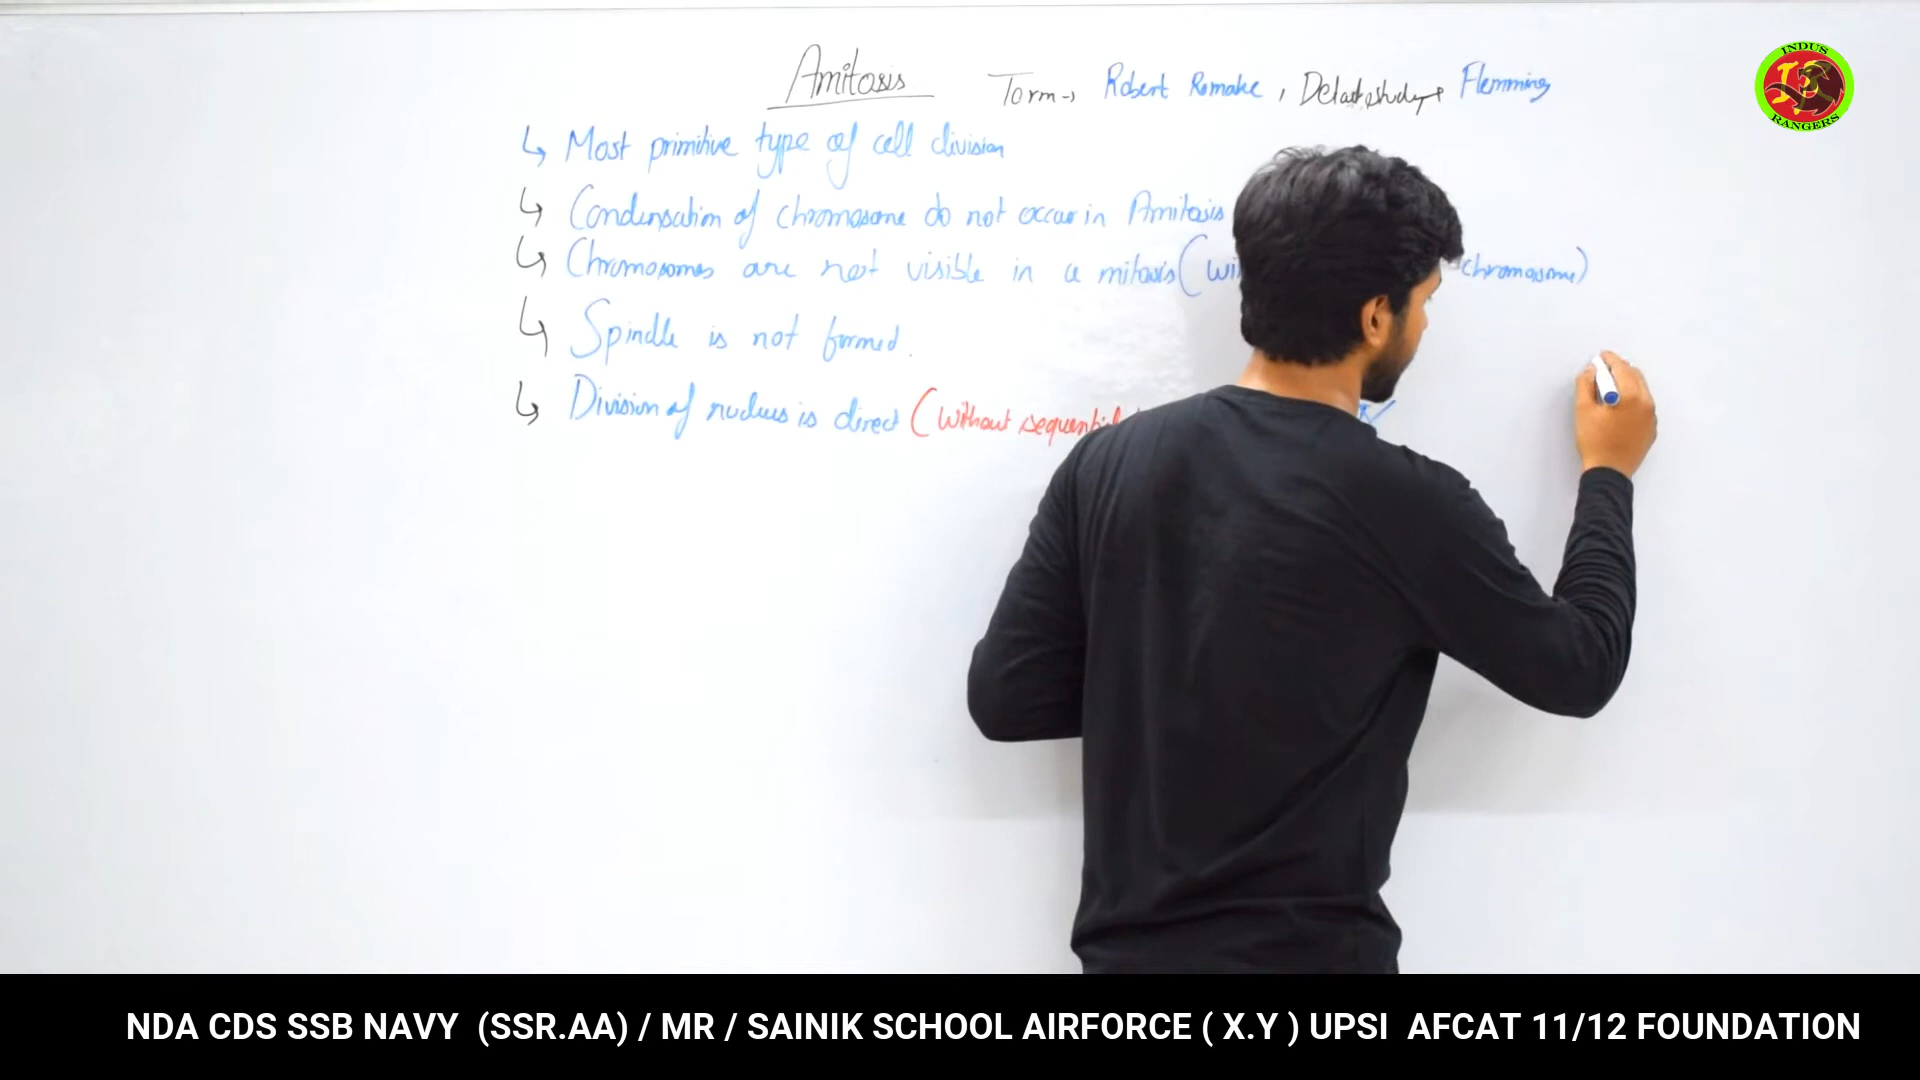 Amitosis Term→ Robert Remake, Flemming
INDUS RANGERS
↳ Most primitive type of cell division
↳ Condensation of chromosome do not occur in Amitosis
↳ Chromosomes are not visible in a mitosis ( chromosome)
↳ Spindle is not formed.
↳ Division of nucleus is direct (without sequential
NDA CDS SSB NAVY (SSR.AA) / MR / SAINIK SCHOOL AIRFORCE ( X.Y ) UPSI AFCAT 11/12 FOUNDATION